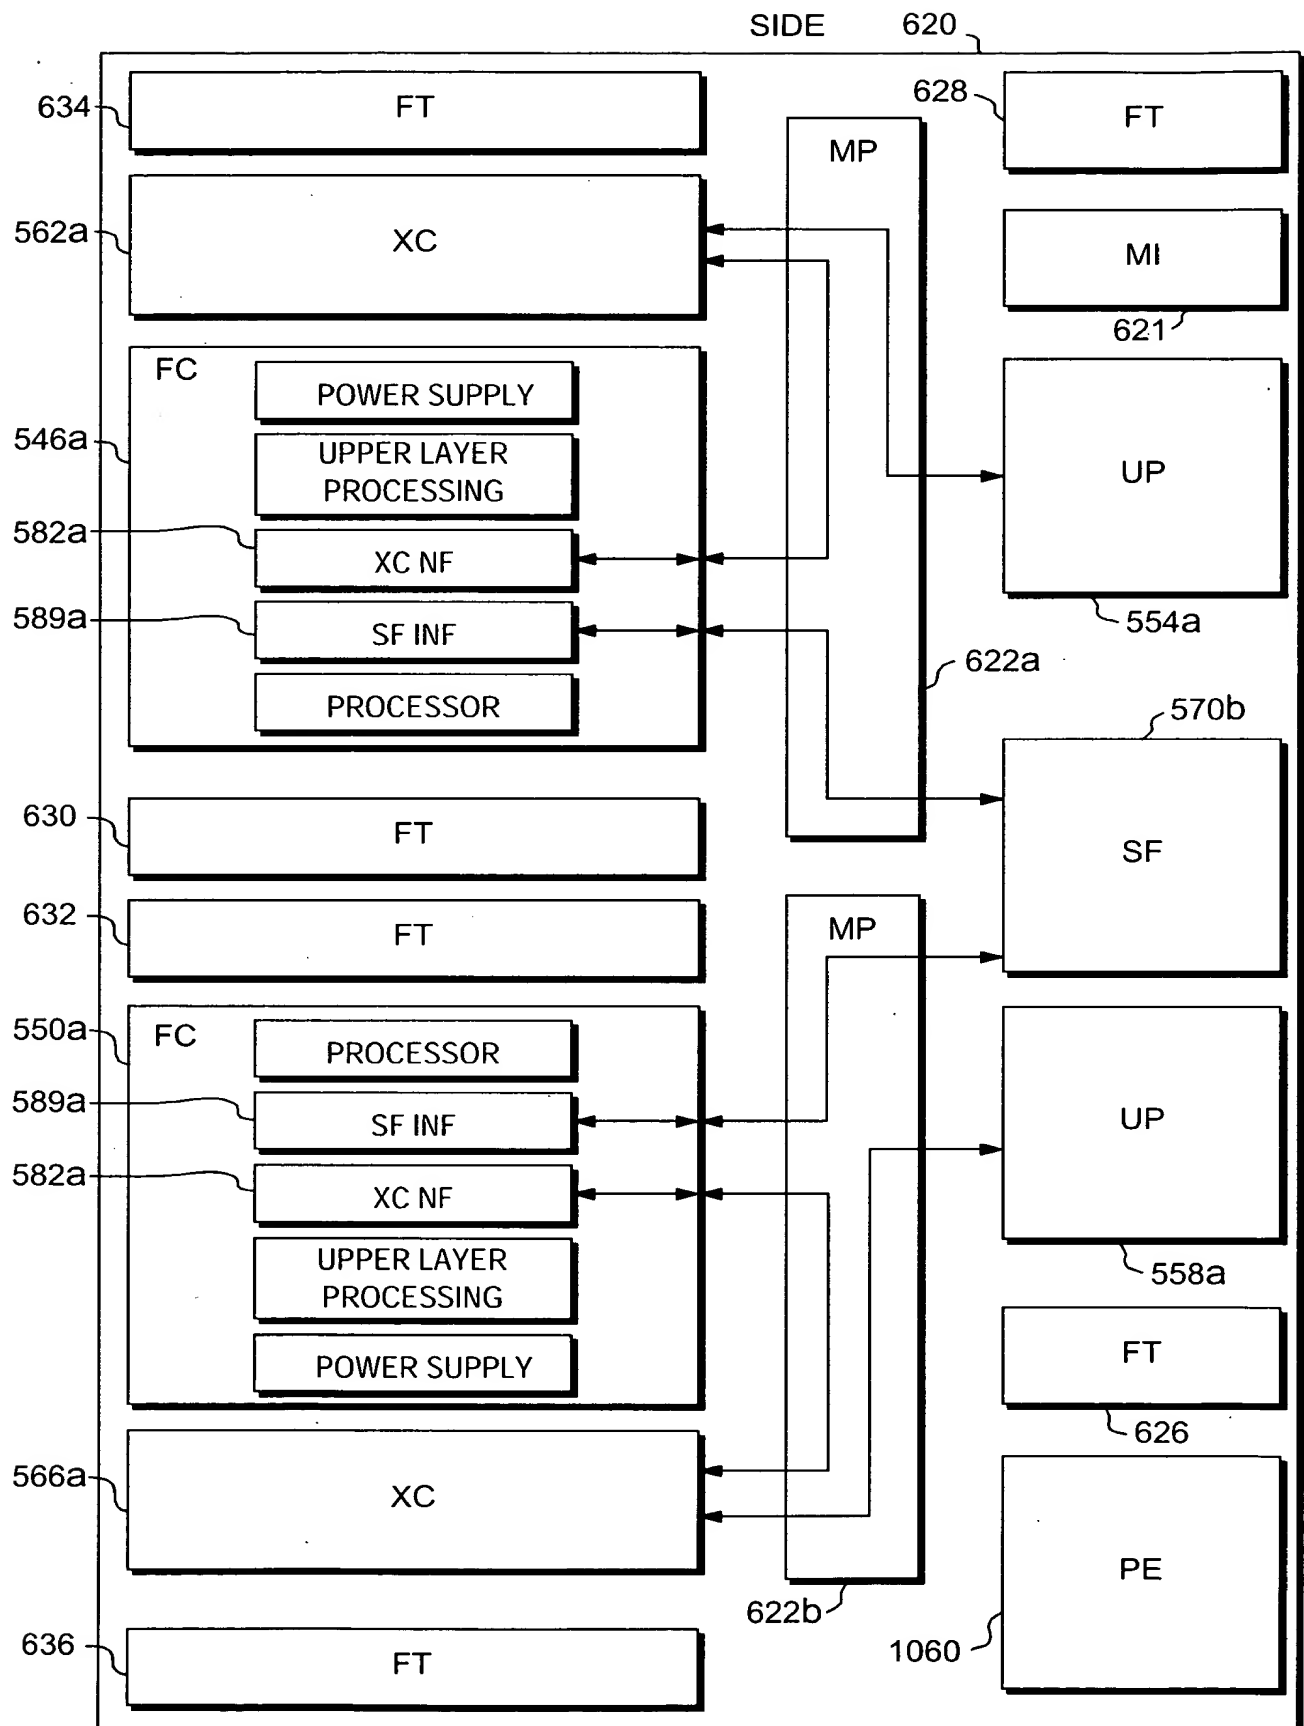 SIDE 620
634 FT
MP
628 FT
562a XC
MI
621
FC
POWER SUPPLY
546a
UPPER LAYER
PROCESSING
UP
582a XC NF
589a SF INF
554a
PROCESSOR
622a
570b
630 FT
SF
632 FT
MP
550a FC
PROCESSOR
589a SF INF
UP
582a XC NF
UPPER LAYER
PROCESSING
558a
POWER SUPPLY
FT
626
566a XC
PE
622b
636 FT
1060